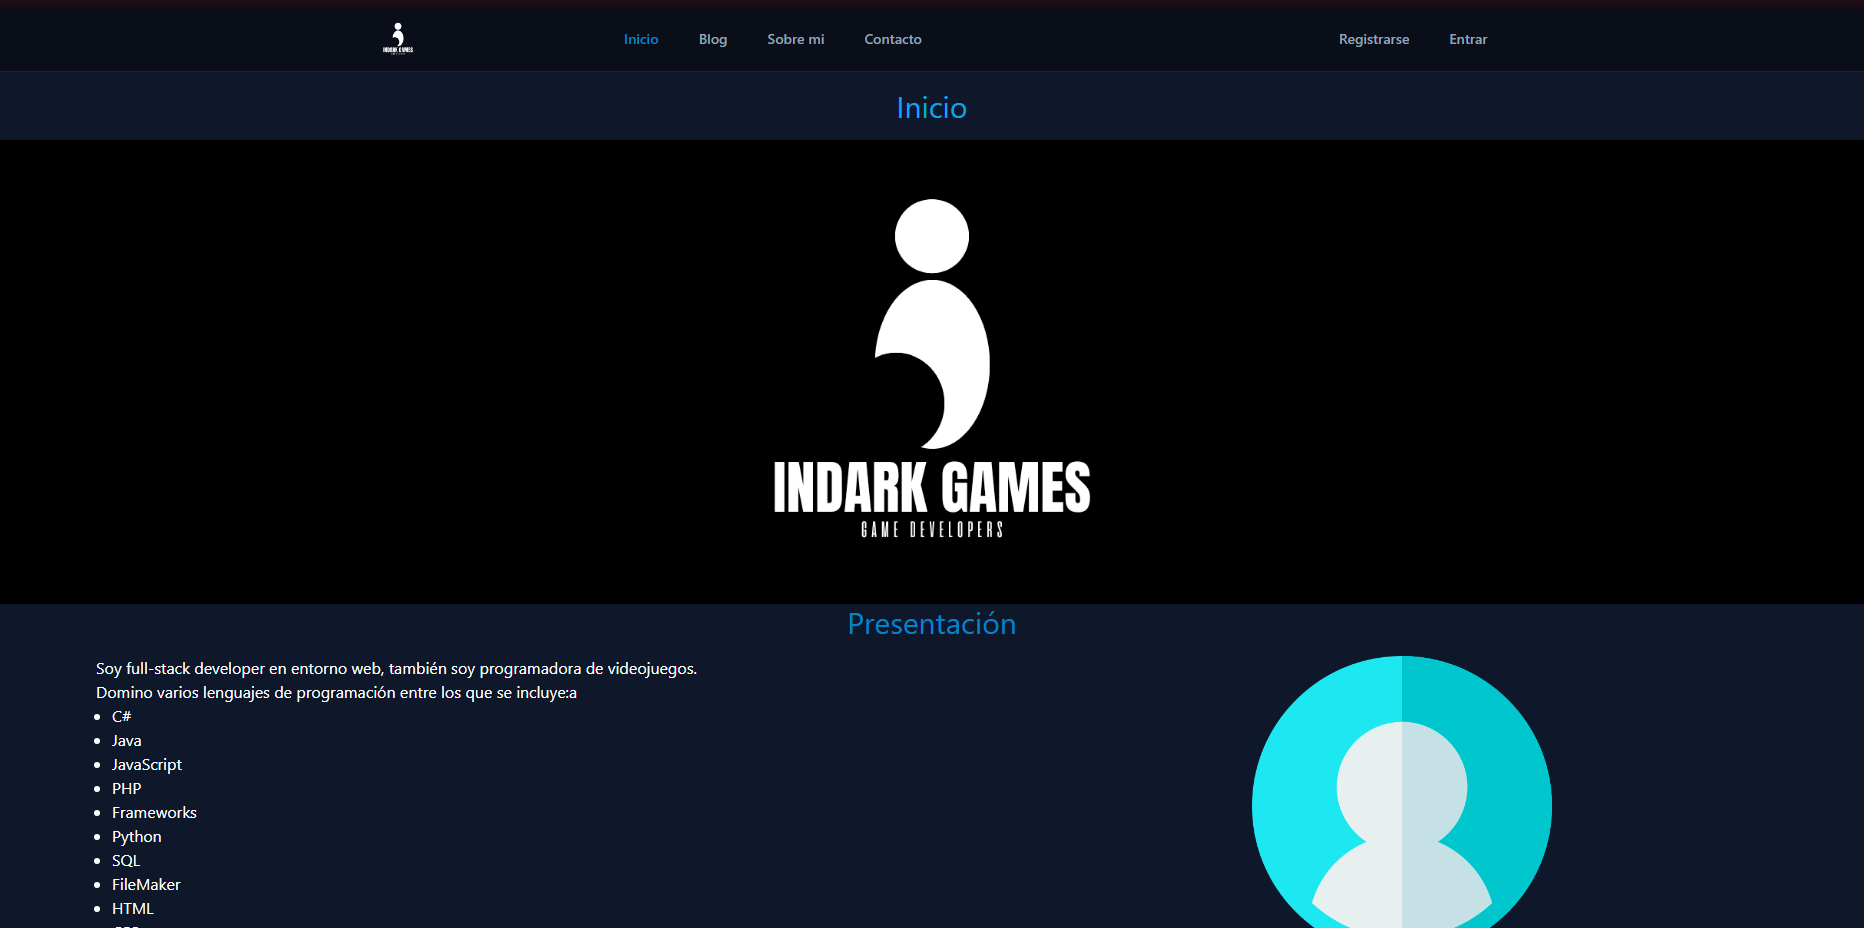 INDARK GAMES
Inicio Blog Sobre mi Contacto Registrarse Entrar
Inicio
INDARK GAMES
GAME DEVELOPERS
Presentación
Soy full-stack developer en entorno web, también soy programadora de videojuegos.
Domino varios lenguajes de programación entre los que se incluye:a
C#
Java
JavaScript
PHP
Frameworks
Python
SQL
FileMaker
HTML